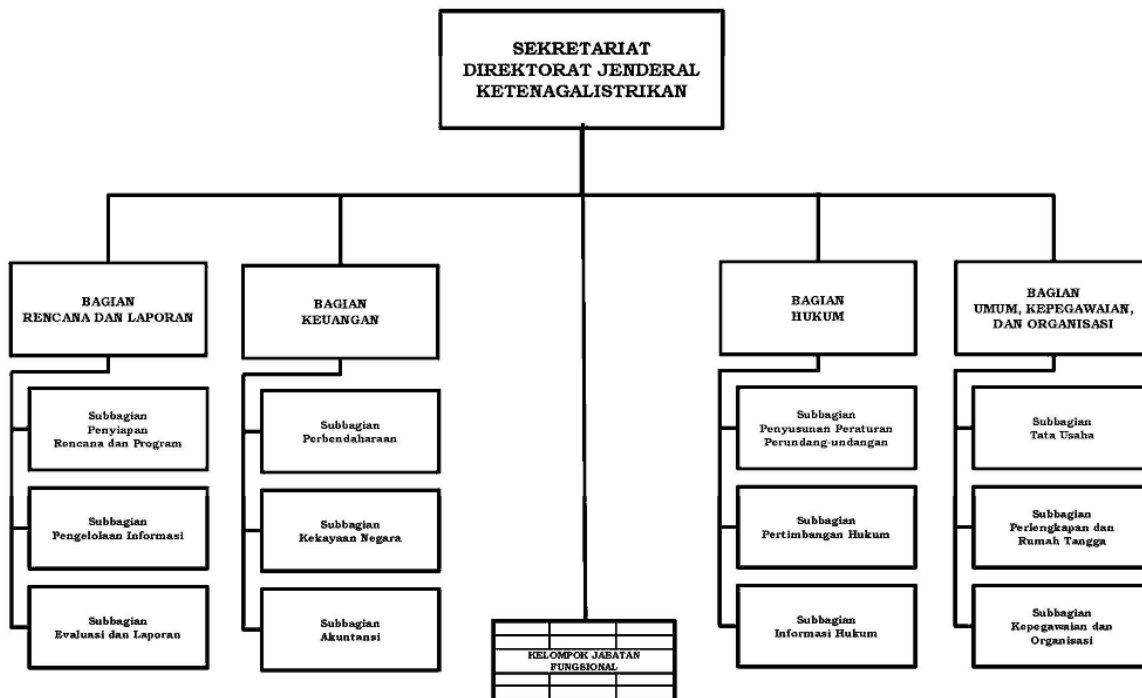 SEKRETARIAT
DIREKTORAT JENDERAL
KETENAGALISTRIKAN
BAGIAN
RENCANA DAN LAPORAN
BAGIAN
KEUANGAN
BAGIAN
HUKUM
BAGIAN
UMUM, KEPEGAWAIAN,
DAN ORGANISASI
Subbagian
Penyiapan
Rencana dan Program
Subbagian
Pengelolaan Informasi
Subbagian
Evaluasi dan Laporan
Subbagian
Perbendaharaan
Subbagian
Kekayaan Negara
Subbagian
Akuntansi
KELOMPOK JABATAN
FUNGSIONAL
Subbagian
Penyusunan Peraturan
Perundang-undangan
Subbagian
Pertimbangan Hukum
Subbagian
Informasi Hukum
Subbagian
Tata Usaha
Subbagian
Perlengkapan dan
Rumah Tangga
Subbagian
Kepegawaian dan
Organisasi